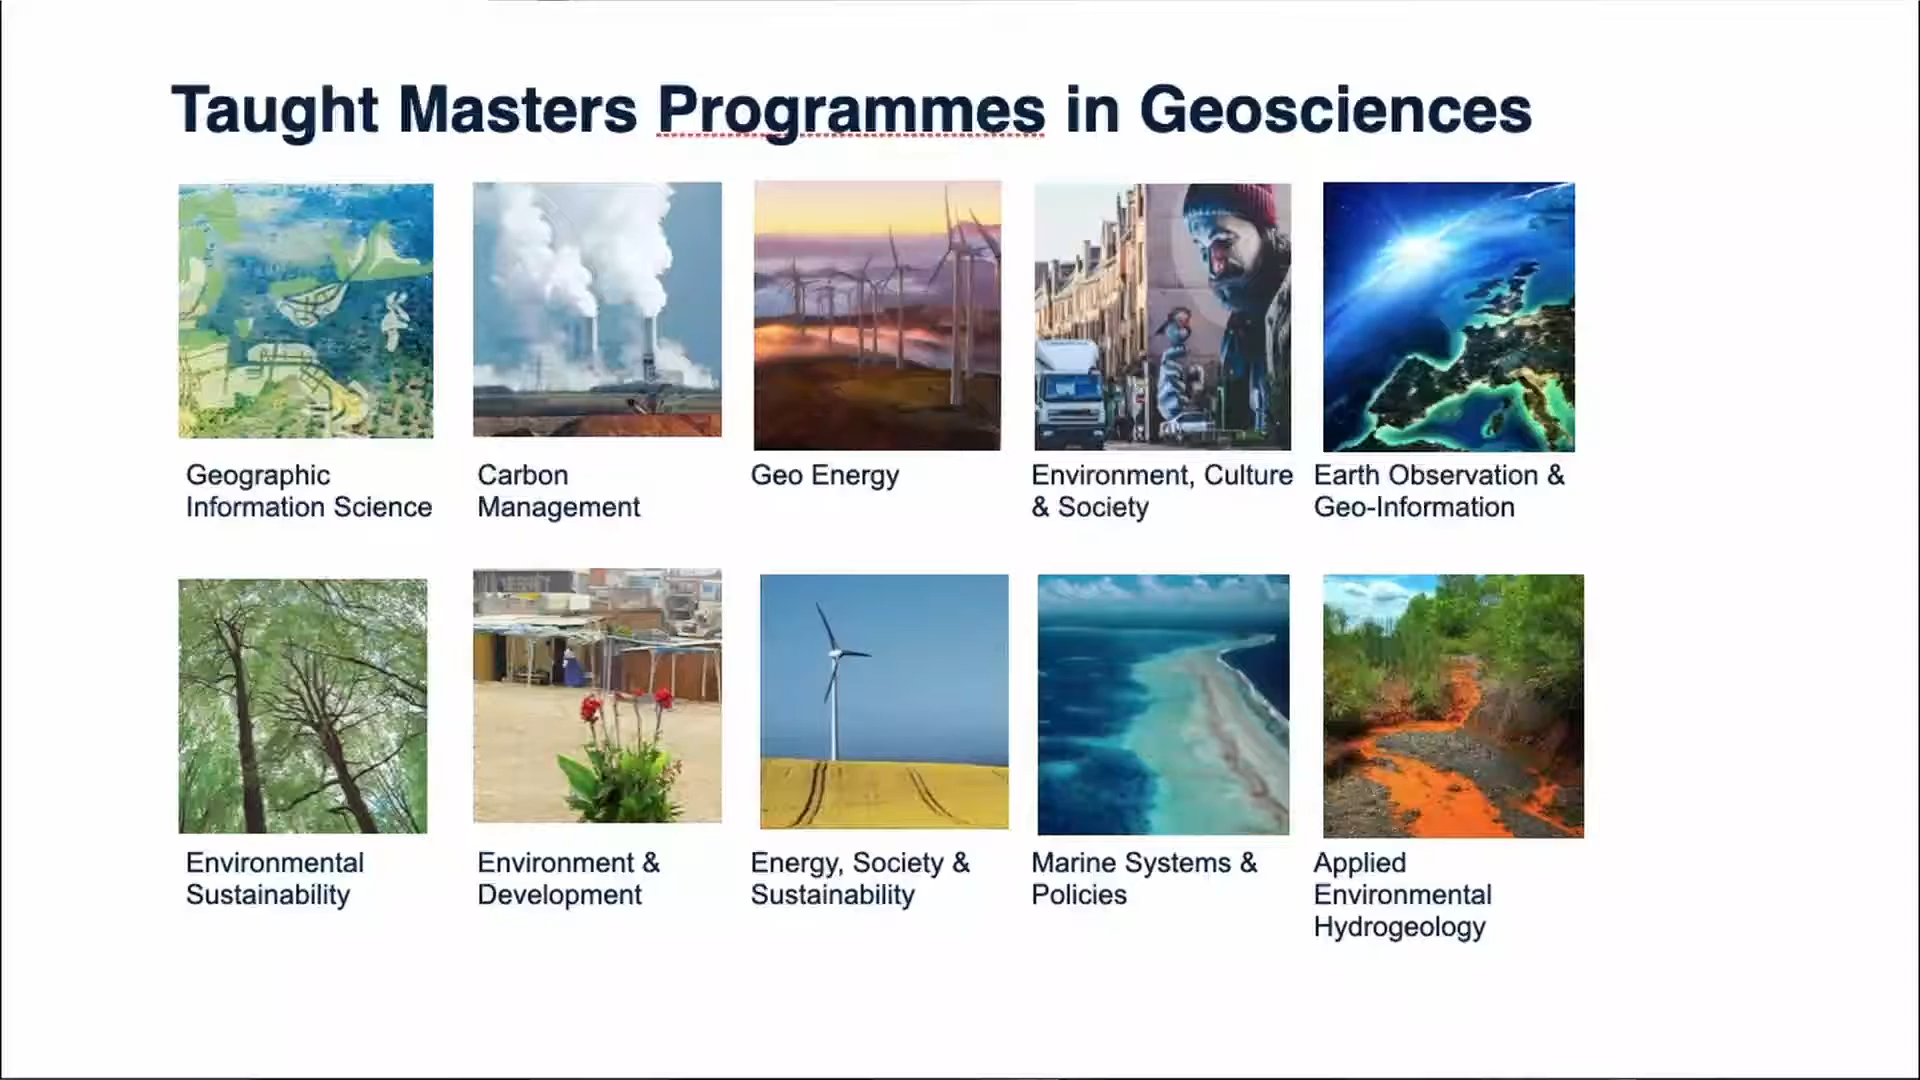 Taught Masters Programmes in Geosciences
Geographic
Information Science
Carbon
Management
Geo Energy
Environment, Culture
& Society
Earth Observation &
Geo-Information
Environmental
Sustainability
Environment &
Development
Energy, Society &
Sustainability
Marine Systems &
Policies
Applied
Environmental
Hydrogeology